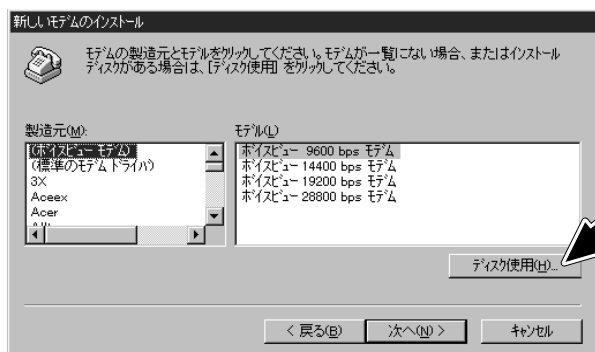 新しいモデムのインストール
モデムの製造元とモデルをクリックしてください。モデムが一覧にない場合、またはインストール
ディスクがある場合は、[ディスク使用] をクリックしてください。
製造元(M):
(ボイスビュー モデム)
(標準のモデム ドライバ)
3X
Aceex
Acer
モデル(L)
ボイスビュー 9600 bps モデム
ボイスビュー 14400 bps モデム
ボイスビュー 19200 bps モデム
ボイスビュー 28800 bps モデム
ディスク使用(H)...
< 戻る(B)
次へ(N) >
キャンセル